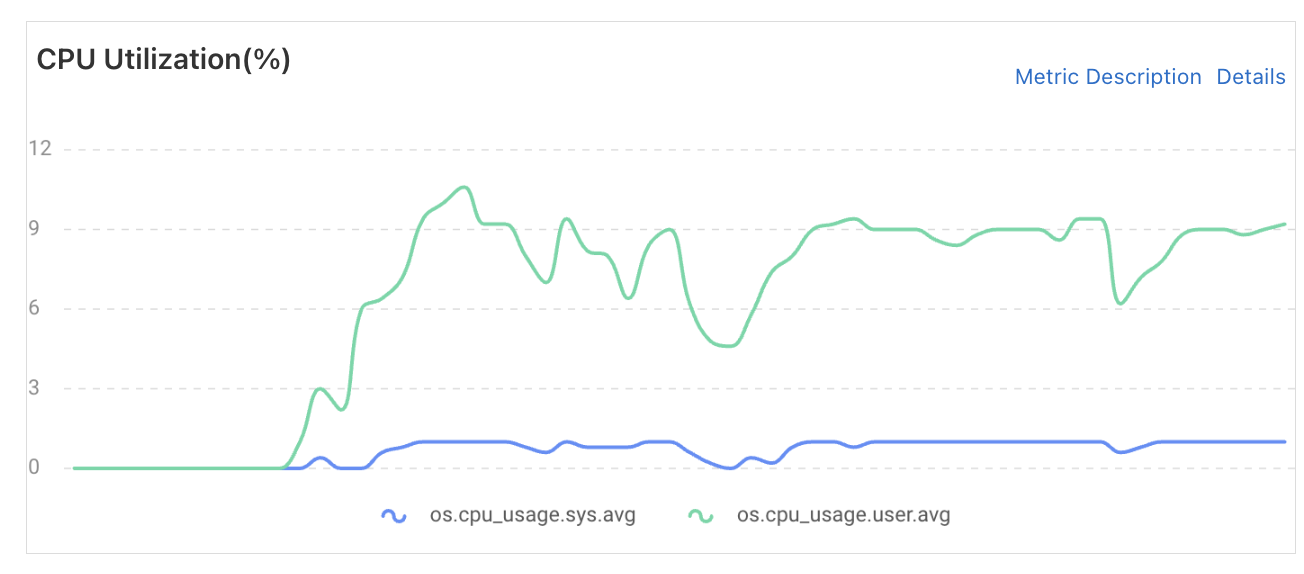 CPU Utilization(%)
Metric Description Details
12
9
6
3
0
os.cpu_usage.sys.avg os.cpu_usage.user.avg